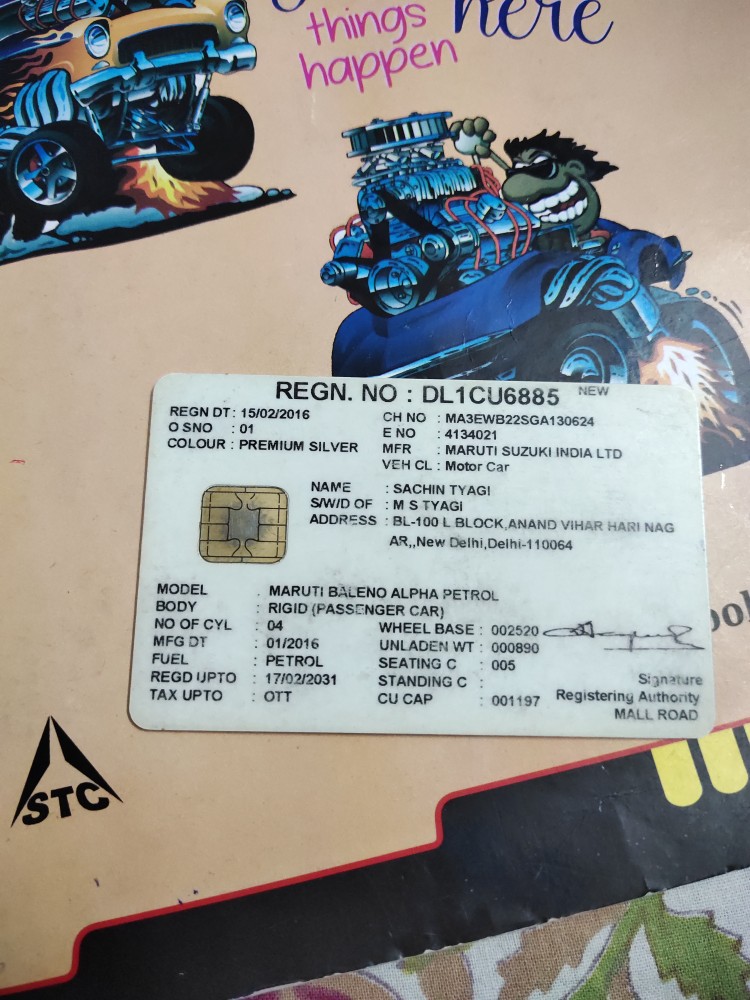 here
things
happen
REGN. NO : DL1CU6885 NEW
REGN DT : 15/02/2016
O SNO : 01
COLOUR : PREMIUM SILVER
CH NO : MA3EWB22SGA130624
E NO : 4134021
MFR : MARUTI SUZUKI INDIA LTD
VEH CL : Motor Car
NAME : SACHIN TYAGI
S/W/D OF : M S TYAGI
ADDRESS : BL-100 L BLOCK,ANAND VIHAR HARI NAG
AR,,New Delhi,Delhi-110064
MODEL : MARUTI BALENO ALPHA PETROL
BODY : RIGID (PASSENGER CAR)
NO OF CYL : 04
MFG DT : 01/2016
FUEL : PETROL
REGD UPTO : 17/02/2031
TAX UPTO : OTT
WHEEL BASE : 002520
UNLADEN WT : 000890
SEATING C : 005
STANDING C :
CU CAP : 001197
Signature
Registering Authority
MALL ROAD
STC